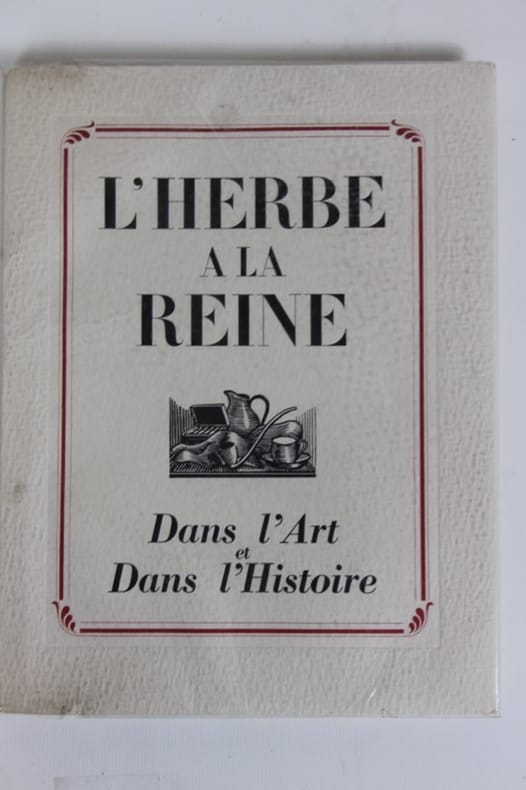 L'HERBE
A LA
REINE
Dans l'Art
et
Dans l'Histoire